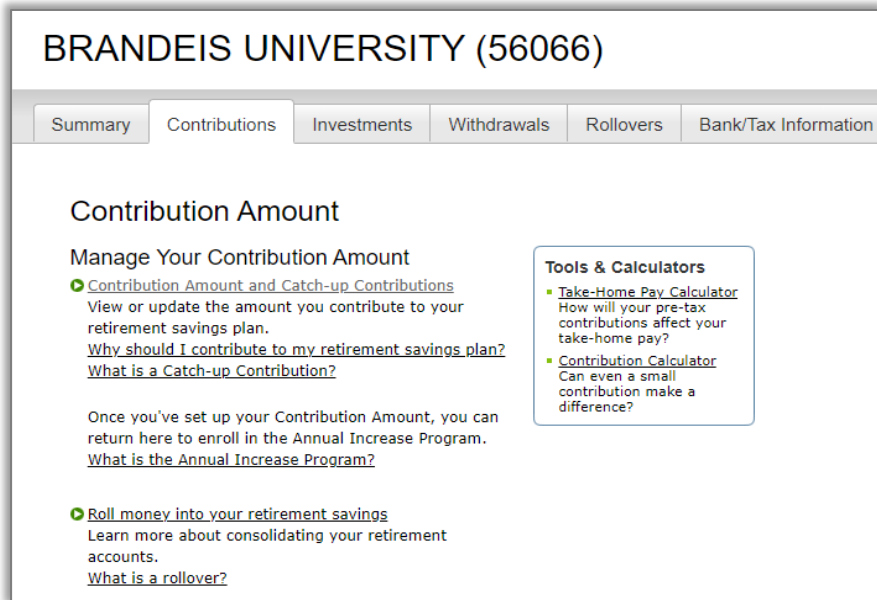 BRANDEIS UNIVERSITY (56066)
Summary
Contributions
Investments
Withdrawals
Rollovers
Bank/Tax Information
Contribution Amount
Manage Your Contribution Amount
Contribution Amount and Catch-up Contributions
View or update the amount you contribute to your
retirement savings plan.
Why should I contribute to my retirement savings plan?
What is a Catch-up Contribution?
Once you've set up your Contribution Amount, you can
return here to enroll in the Annual Increase Program.
What is the Annual Increase Program?
Roll money into your retirement savings
Learn more about consolidating your retirement
accounts.
What is a rollover?
Tools & Calculators
Take-Home Pay Calculator
How will your pre-tax
contributions affect your
take-home pay?
Contribution Calculator
Can even a small
contribution make a
difference?